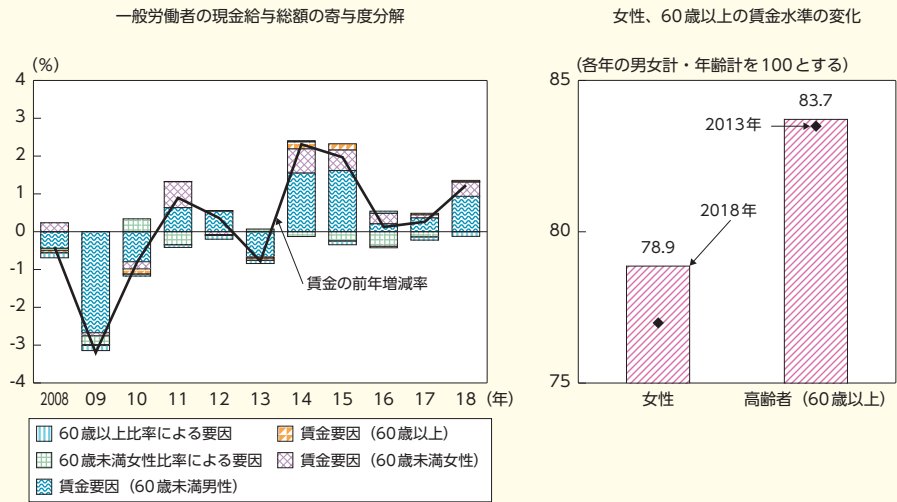 一般労働者の現金給与総額の寄与度分解
(%)
4
3
2
1
0
-1
-2
-3
-4
賃金の前年増減率
2008 09 10 11 12 13 14 15 16 17 18 (年)
60歳以上比率による要因 賃金要因（60歳以上）
60歳未満女性比率による要因 賃金要因（60歳未満女性）
賃金要因（60歳未満男性）
女性、60歳以上の賃金水準の変化
(各年の男女計・年齢計を100とする)
85
80
75
83.7
2013年
2018年
78.9
女性 高齢者（60歳以上）